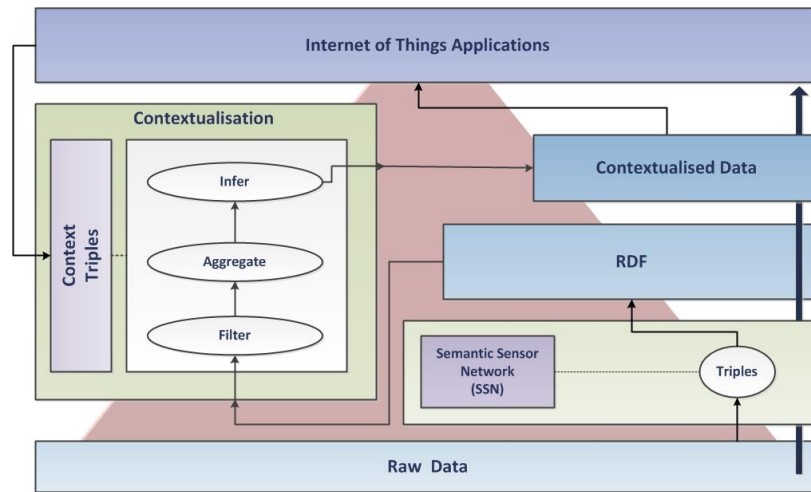 Internet of Things Applications
Contextualisation
Context
Triples
Infer
Aggregate
Filter
Contextualised Data
RDF
Semantic Sensor
Network
(SSN)
Triples
Raw Data